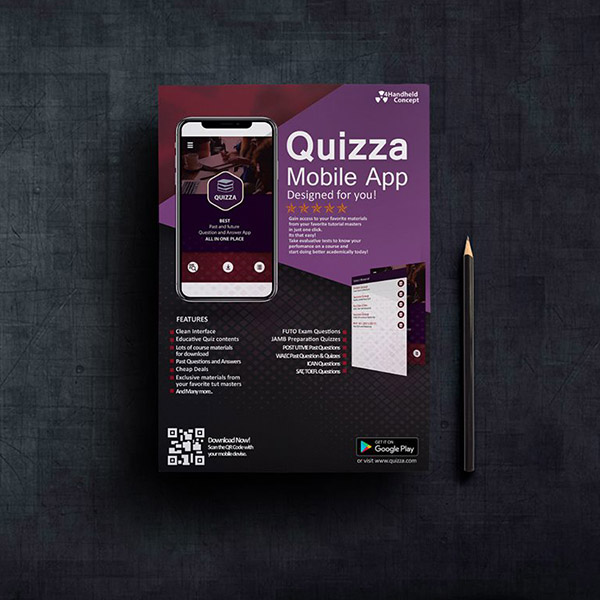 4Handheld
Concept
Quizza
Mobile App
Designed for you!
Gain access to your favorite materials
from your favorite tutorial masters
in just one click.
Its that easy!
Take evaluative tests to know your
perfomance on a course and
start doing better academically today!
QUIZZA
BEST
Past and future
Question and Answer App
ALL IN ONE PLACE
FEATURES
Clean Interface
Educative Quiz contents
Lots of course materials
for download
Past Questions and Answers
Cheap Deals
Exclusive materials from
your favorite tut masters
And Many more..
FUTO Exam Questions
JAMB Preparation Quizzes
POST UTME Past Questions
WAEC Past Question & Quizes
ICAN Questions
SAT, TOEFL Questions
Download Now!
Scan the QR Code with
your mobile devise.
GET IT ON
Google Play
or visit www.quizza.com